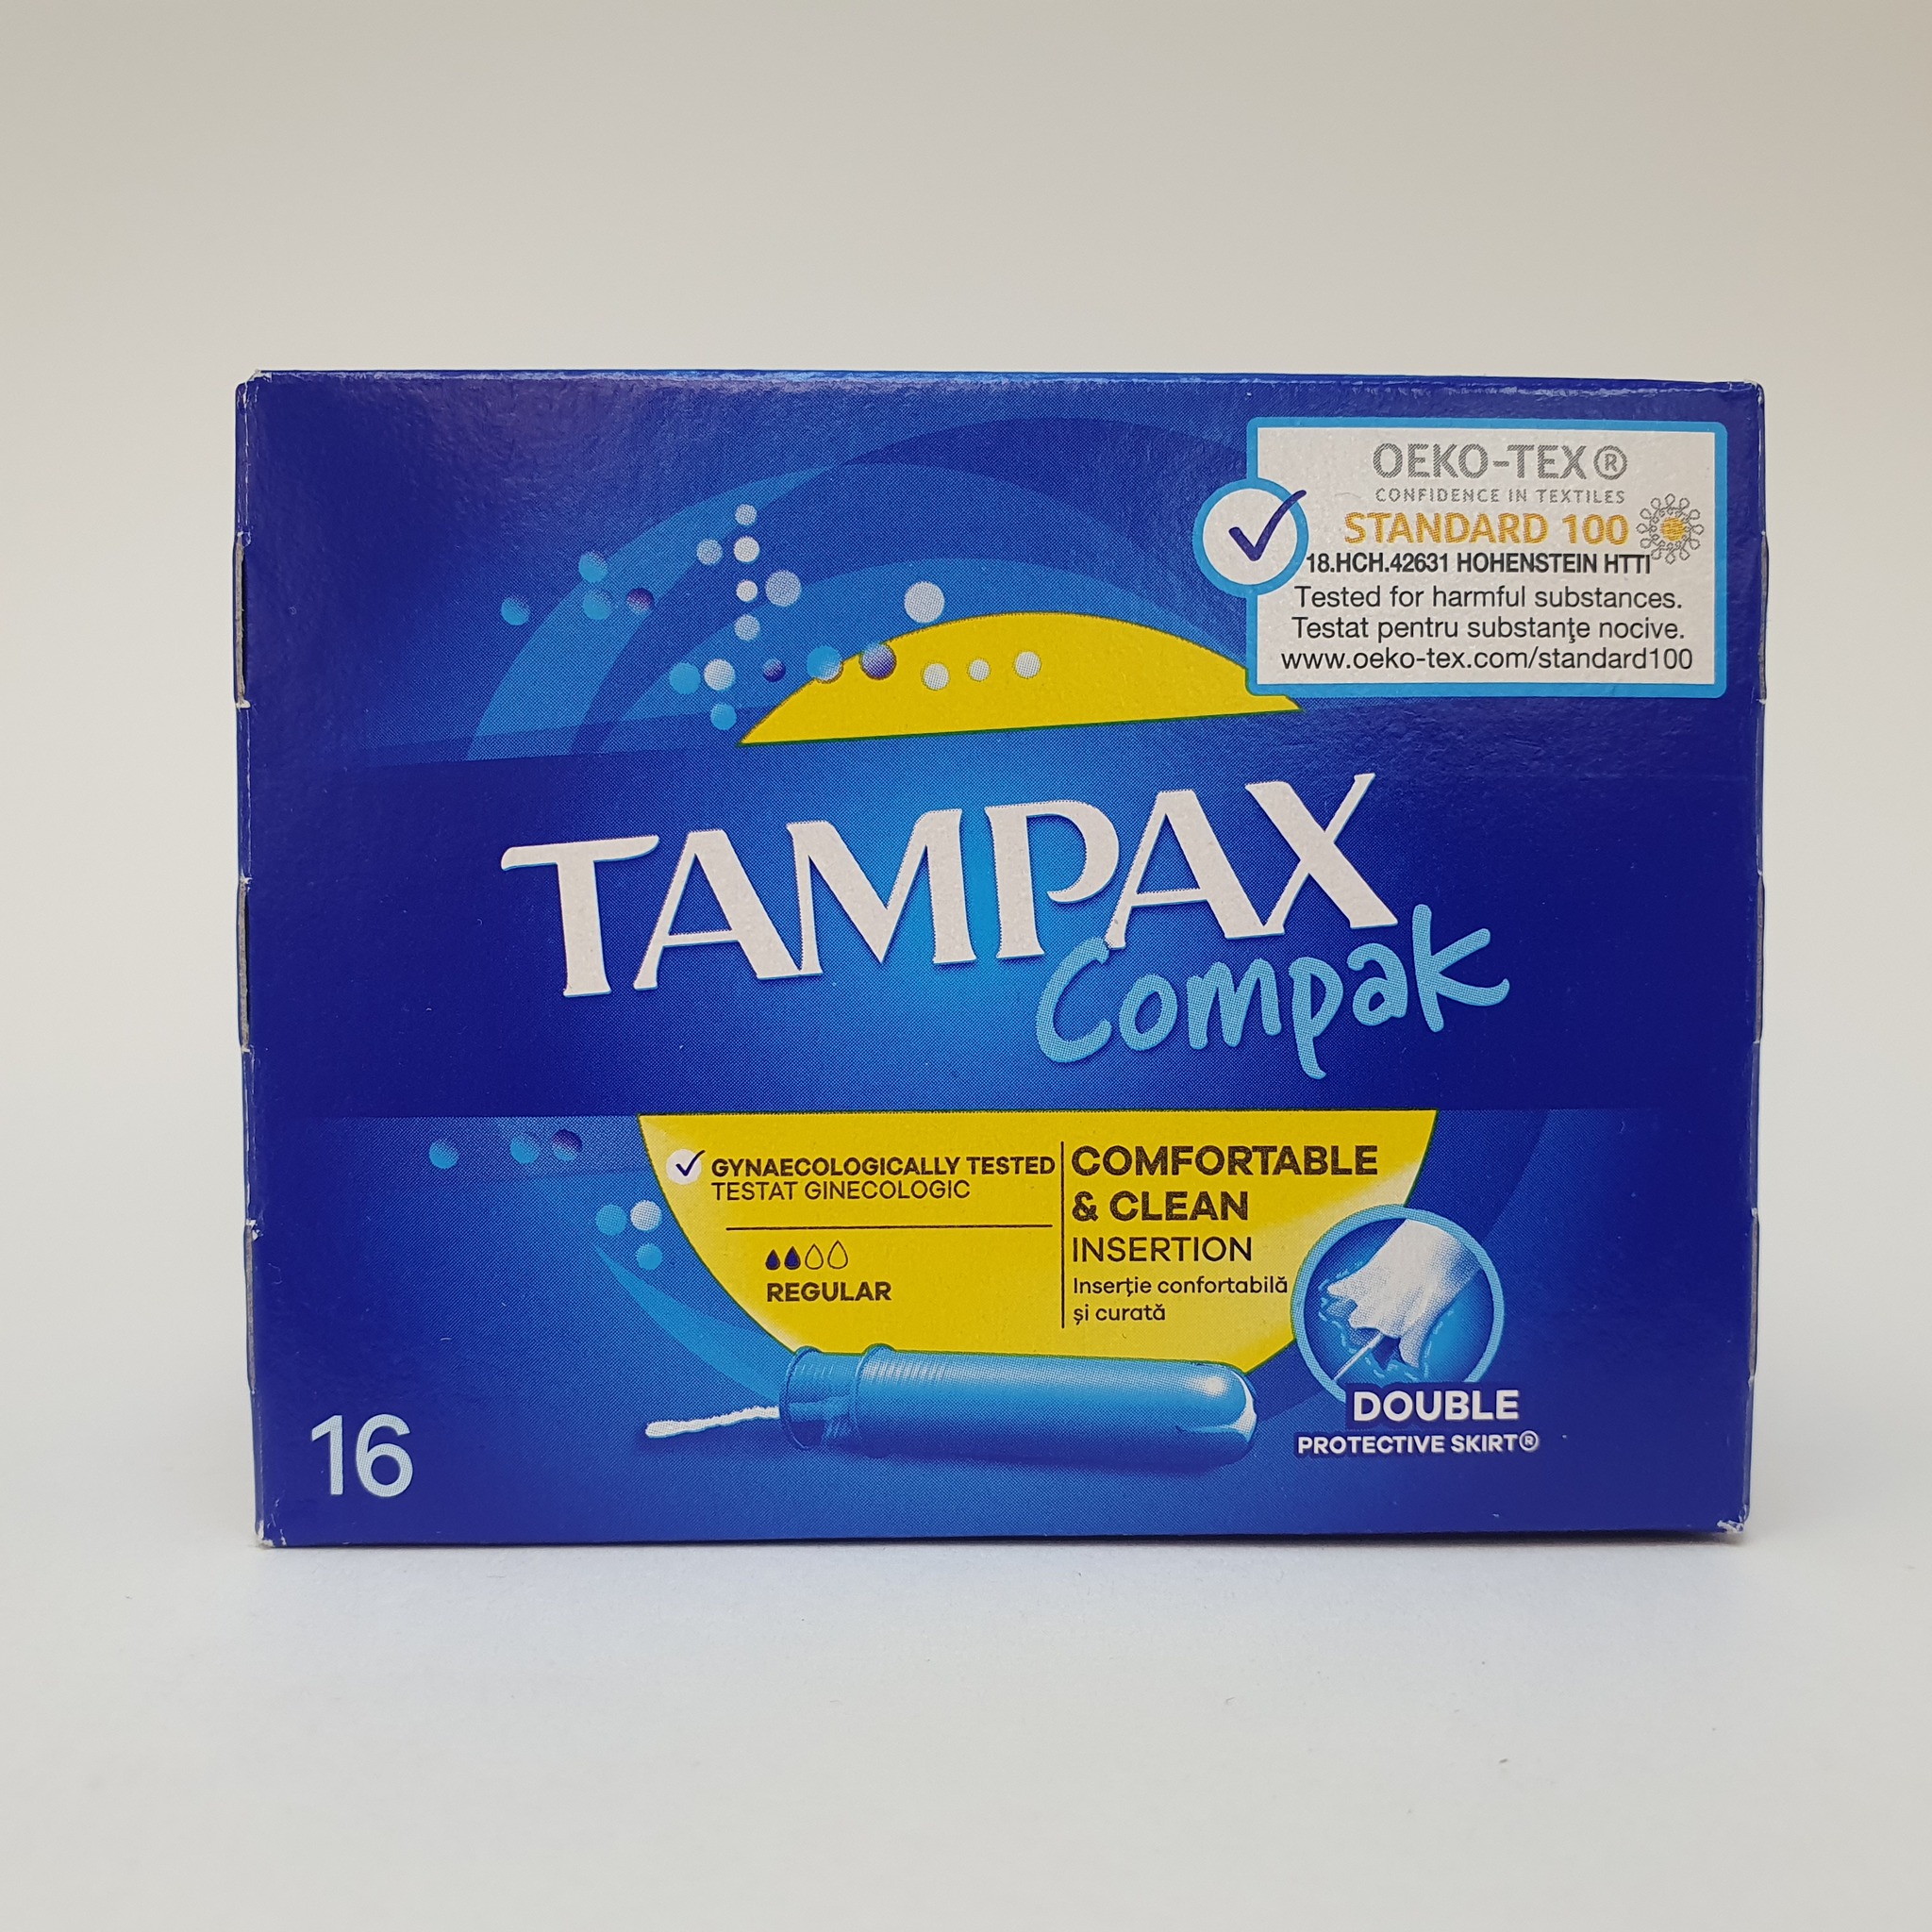 OEKO-TEX®
CONFIDENCE IN TEXTILES
STANDARD 100
18.HCH.42631 HOHENSTEIN HTTI
Tested for harmful substances.
Testat pentru substanţe nocive.
www.oeko-tex.com/standard100
TAMPAX
Compak
GYNAECOLOGICALLY TESTED
TESTAT GINECOLOGIC
REGULAR
COMFORTABLE
& CLEAN
INSERTION
Inserţie confortabilă
şi curată
DOUBLE
PROTECTIVE SKIRT®
16